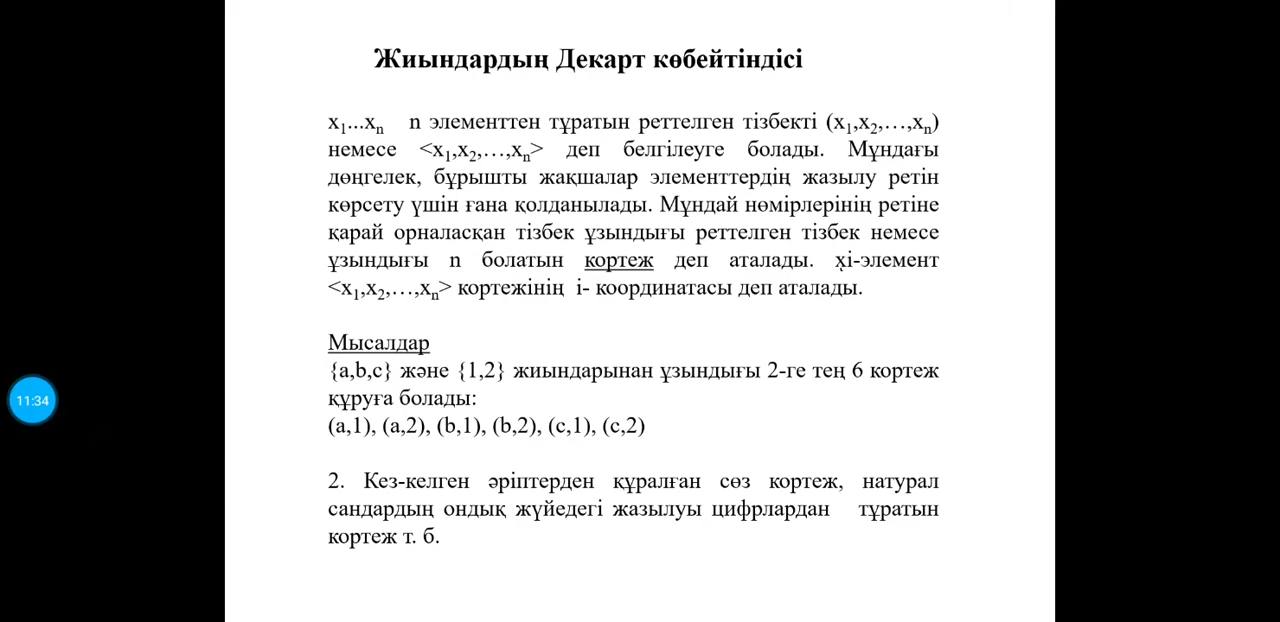 Жиындардың Декарт көбейтіндісі
x₁...xₙ n элементтен тұратын реттелген тізбекті (x₁,x₂,…,xₙ)
немесе <x₁,x₂,…,xₙ> деп белгілеуге болады. Мұндағы
дөңгелек, бұрышты жақшалар элементтердің жазылу ретін
көрсету үшін ғана қолданылады. Мұндай нөмірлерінің ретіне
қарай орналасқан тізбек ұзындығы реттелген тізбек немесе
ұзындығы n болатын кортеж деп аталады. xі-элемент
<x₁,x₂,…,xₙ> кортежінің і- координатасы деп аталады.
Мысалдар
{a,b,c} және {1,2} жиындарынан ұзындығы 2-ге тең 6 кортеж
құруға болады:
(a,1), (a,2), (b,1), (b,2), (c,1), (c,2)
2. Кез-келген әріптерден құралған сөз кортеж, натурал
сандардың ондық жүйедегі жазылуы цифрлардан тұратын
кортеж т. б.
11:34